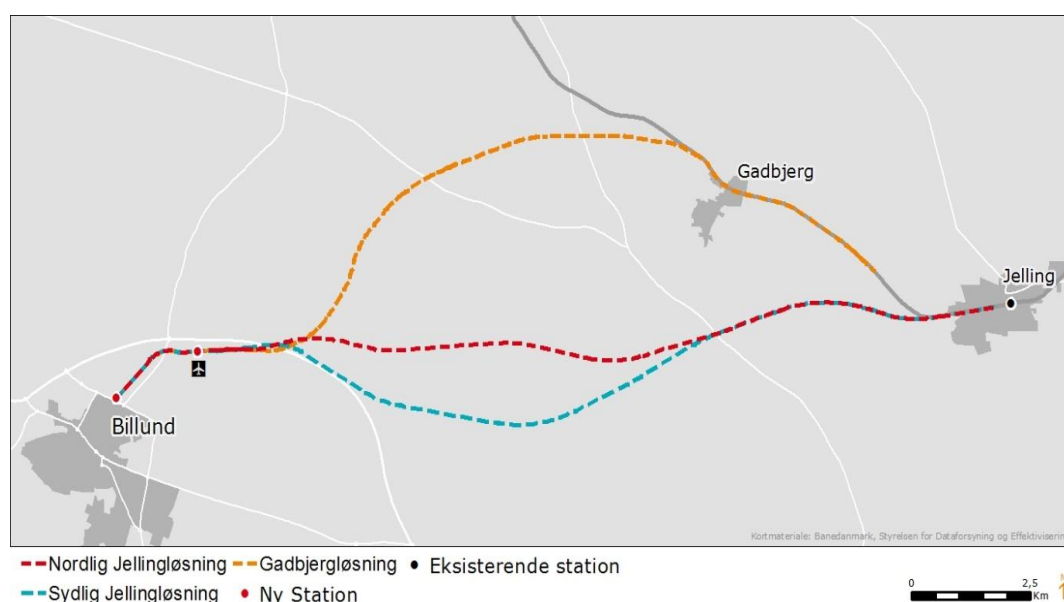 Gadbjerg
Jelling
Billund
Kortmateriale: Banedanmark, Styrelsen for Dataforsyning og Effektiviserin
Nordlig Jellingløsning Gadbjergløsning Eksisterende station
Sydlig Jellingløsning Ny Station
0 2,5
Km